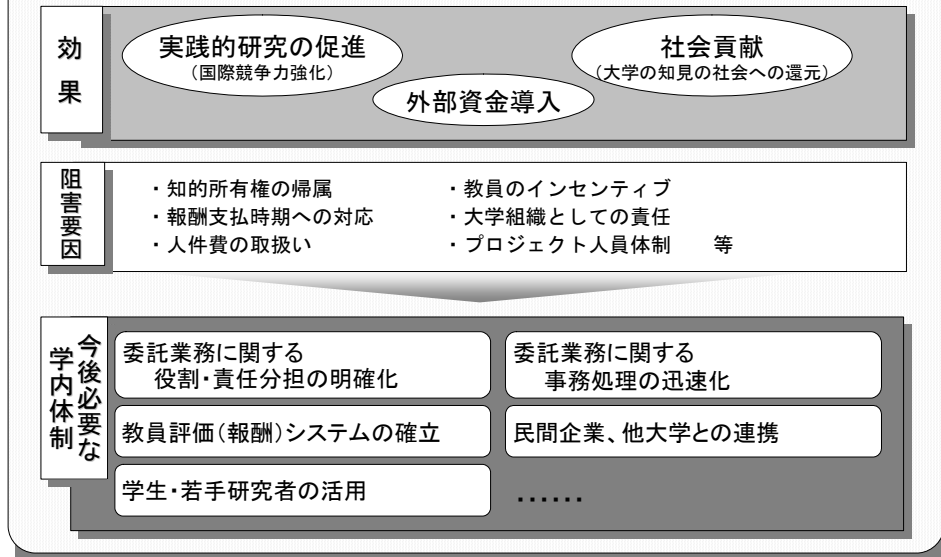 効果
実践的研究の促進
（国際競争力強化）
社会貢献
（大学の知見の社会への還元）
外部資金導入
阻害要因
・知的所有権の帰属
・報酬支払時期への対応
・人件費の取扱い
・教員のインセンティブ
・大学組織としての責任
・プロジェクト人員体制　等
今後必要な
学内体制
委託業務に関する
役割・責任分担の明確化
委託業務に関する
事務処理の迅速化
教員評価（報酬）システムの確立
民間企業、他大学との連携
学生・若手研究者の活用
・・・・・・